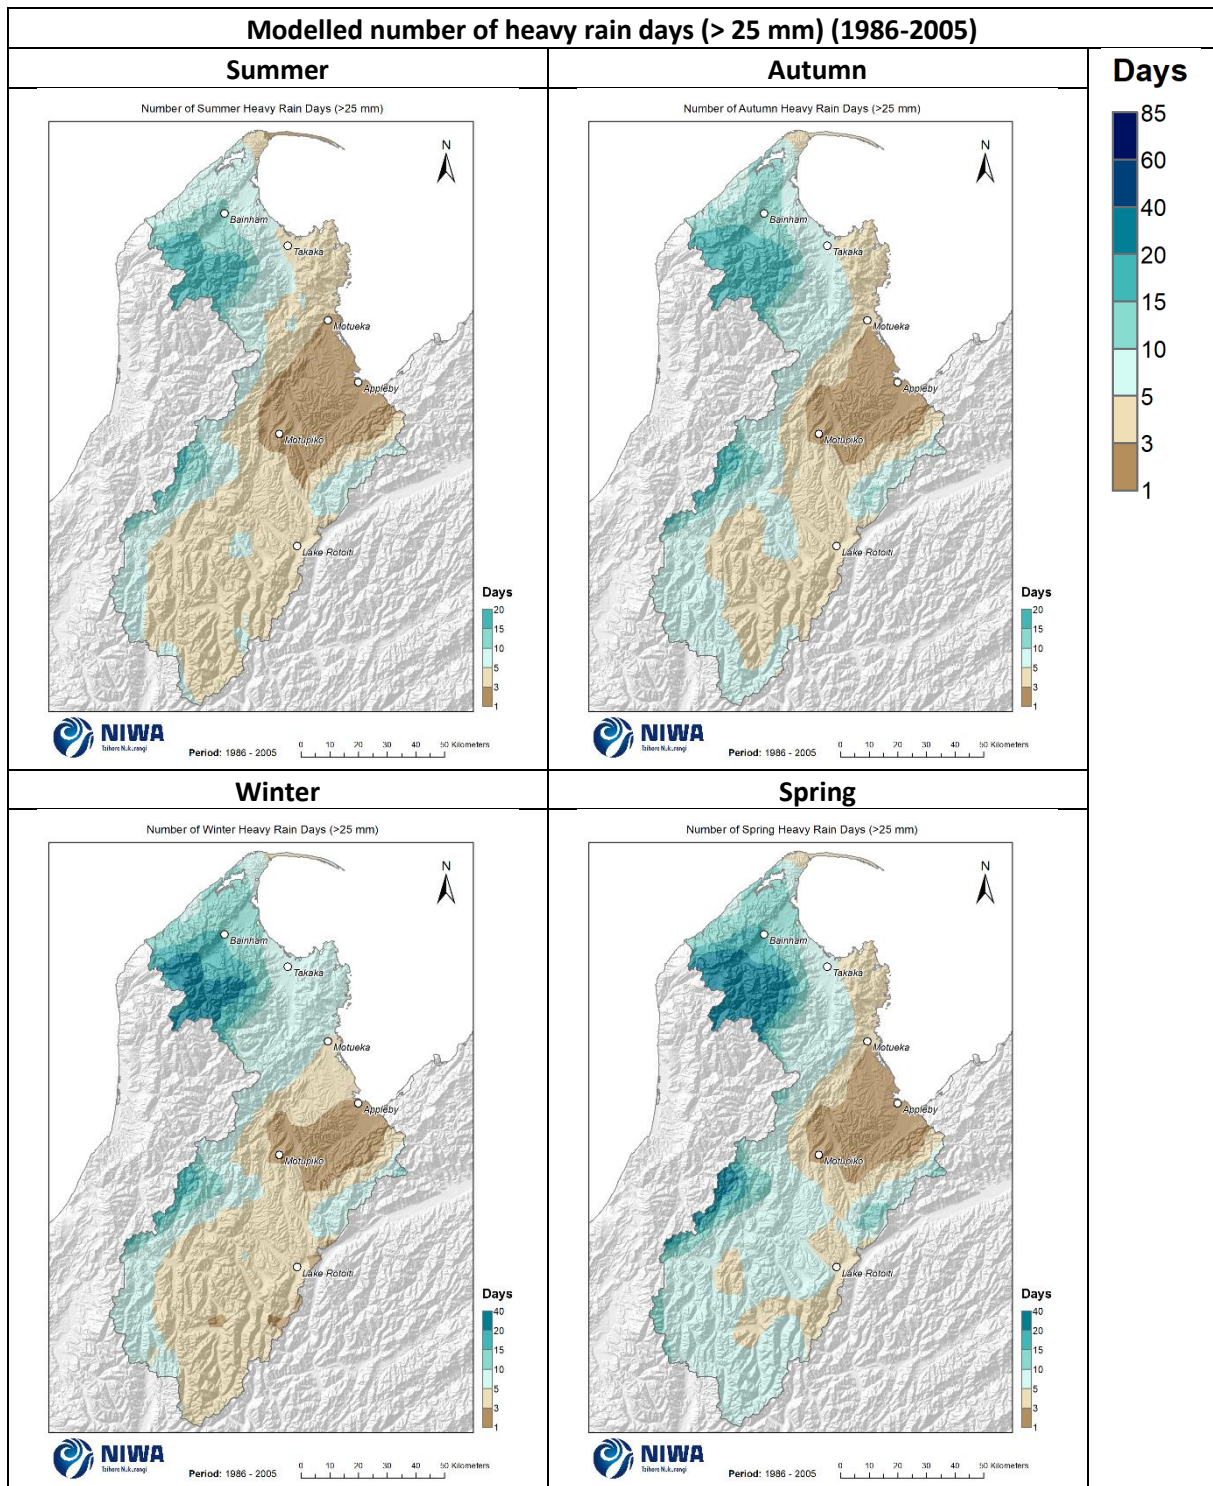 Modelled number of heavy rain days (> 25 mm) (1986-2005)
Summer
Autumn
Days
85
60
40
20
15
10
5
3
1
Number of Summer Heavy Rain Days (>25 mm)
N
Bainham
Takaka
Motueka
Appleby
Motupiko
Lake Rotoiti
Days
20
15
10
5
3
1
NIWA
Taihoro Nukurangi
Period: 1986 - 2005
0 10 20 30 40 50 Kilometers
Number of Autumn Heavy Rain Days (>25 mm)
N
Bainham
Takaka
Motueka
Appleby
Motupiko
Lake Rotoiti
Days
20
15
10
5
3
1
NIWA
Taihoro Nukurangi
Period: 1986 - 2005
0 10 20 30 40 50 Kilometers
Winter
Spring
Number of Winter Heavy Rain Days (>25 mm)
N
Bainham
Takaka
Motueka
Appleby
Motupiko
Lake Rotoiti
Days
40
20
15
10
5
3
1
NIWA
Taihoro Nukurangi
Period: 1986 - 2005
0 10 20 30 40 50 Kilometers
Number of Spring Heavy Rain Days (>25 mm)
N
Bainham
Takaka
Motueka
Appleby
Motupiko
Lake Rotoiti
Days
40
20
15
10
5
3
1
NIWA
Taihoro Nukurangi
Period: 1986 - 2005
0 10 20 30 40 50 Kilometers